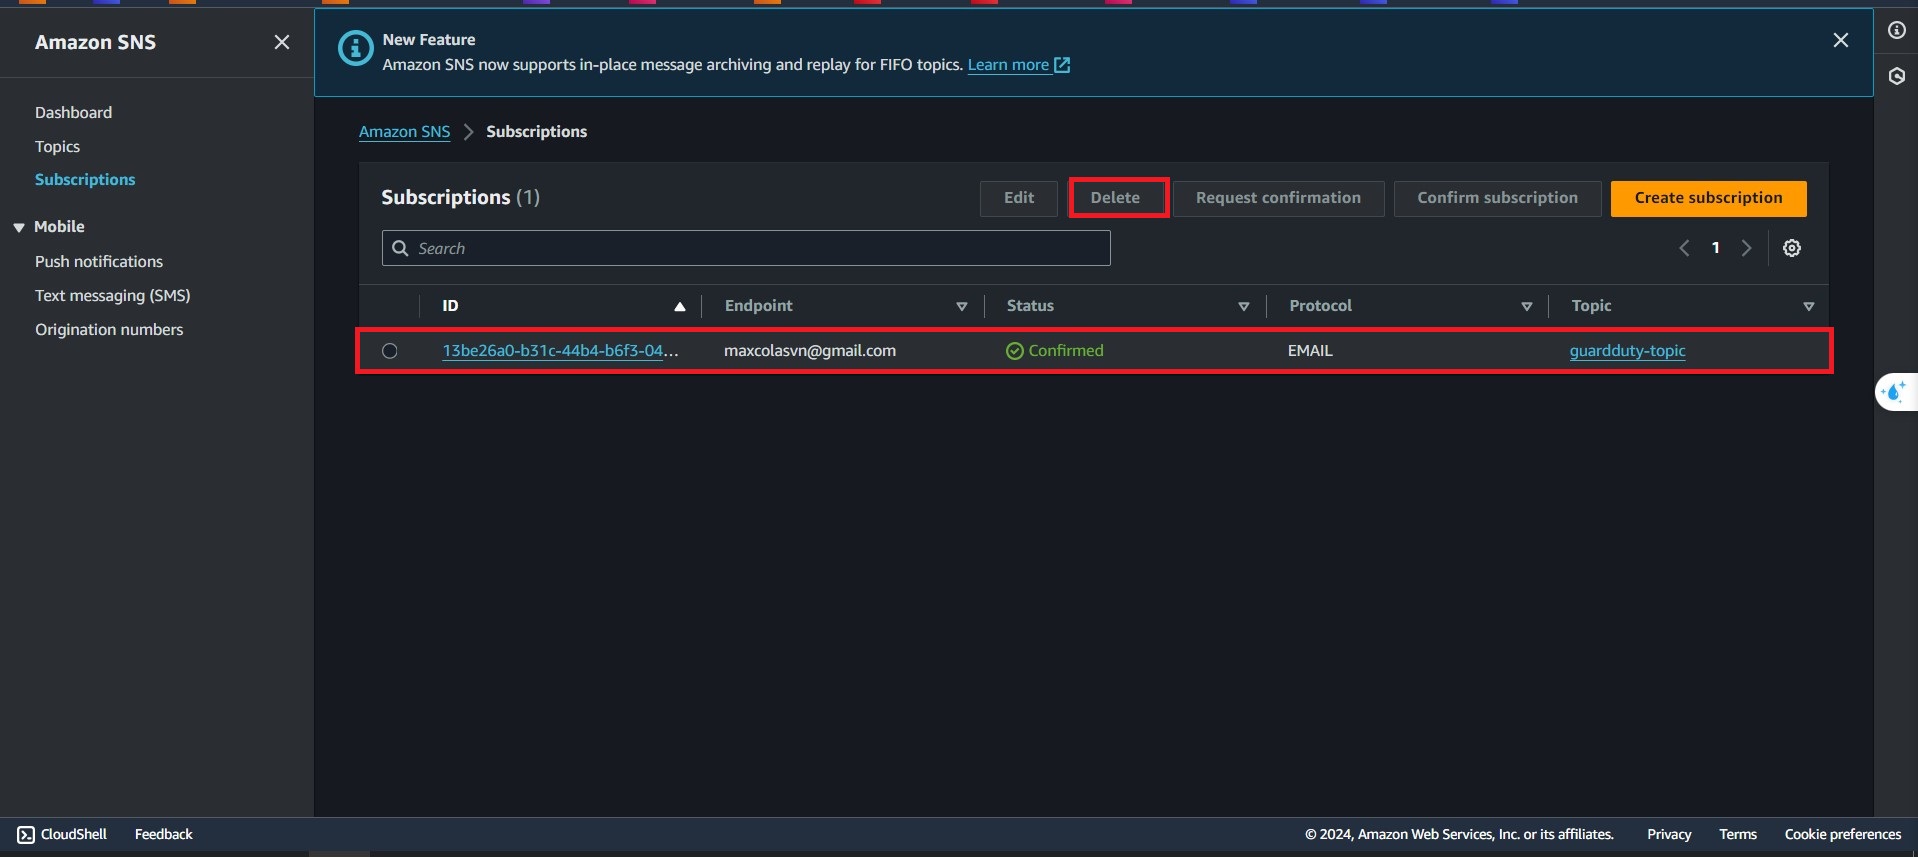 Amazon SNS
Dashboard
Topics
Subscriptions
Mobile
Push notifications
Text messaging (SMS)
Origination numbers
New Feature
Amazon SNS now supports in-place message archiving and replay for FIFO topics. Learn more
Amazon SNS > Subscriptions
Subscriptions (1)
Edit
Delete
Request confirmation
Confirm subscription
Create subscription
Search
1
ID Endpoint Status Protocol Topic
13be26a0-b31c-44b4-b6f3-04... maxcolasvn@gmail.com Confirmed EMAIL guardduty-topic
CloudShell Feedback © 2024, Amazon Web Services, Inc. or its affiliates. Privacy Terms Cookie preferences